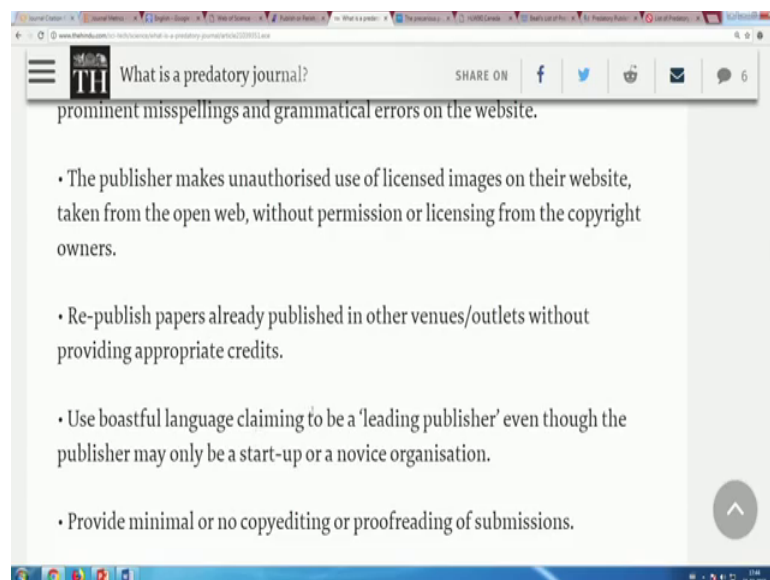 What is a predatory journal?
SHARE ON
6
prominent misspellings and grammatical errors on the website.
• The publisher makes unauthorised use of licensed images on their website,
taken from the open web, without permission or licensing from the copyright
owners.
• Re-publish papers already published in other venues/outlets without
providing appropriate credits.
• Use boastful language claiming to be a ‘leading publisher’ even though the
publisher may only be a start-up or a novice organisation.
• Provide minimal or no copyediting or proofreading of submissions.